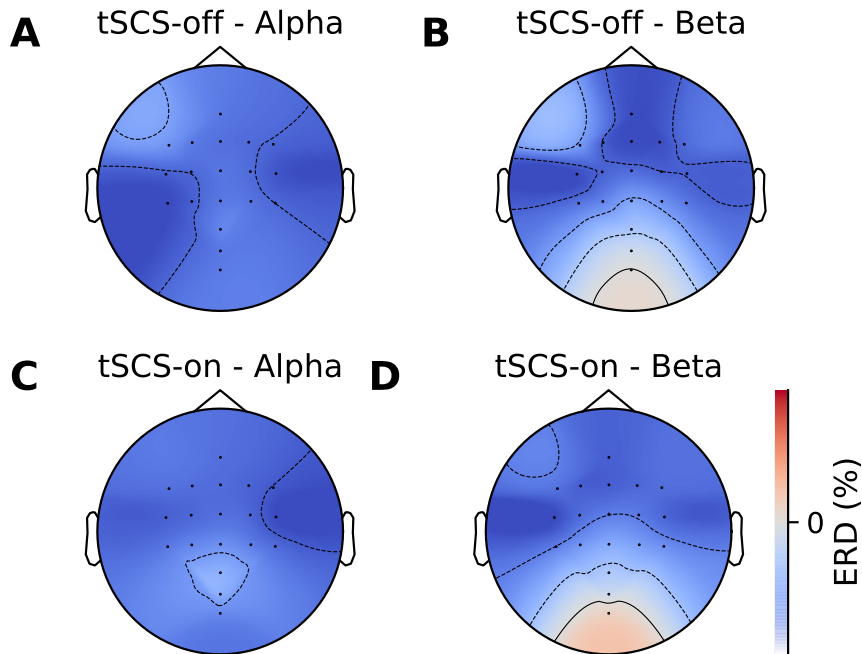 A
tSCS-off - Alpha
B
tSCS-off - Beta
C
tSCS-on - Alpha
D
tSCS-on - Beta
0
ERD (%)